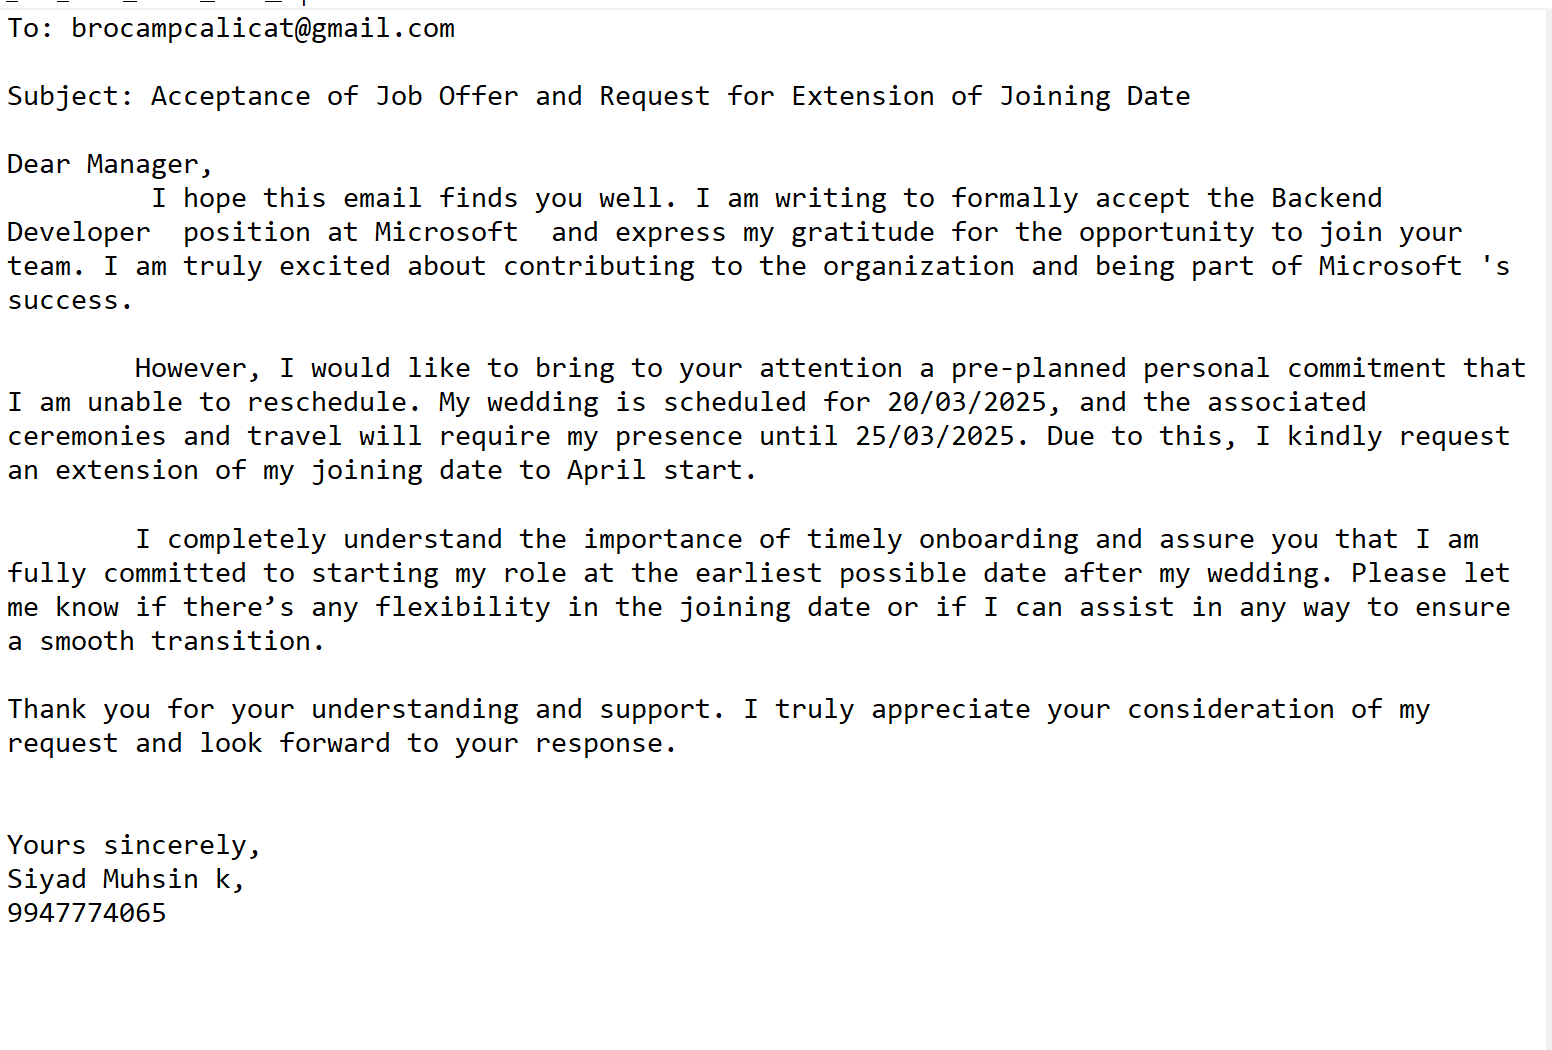 To: brocampcalicat@gmail.com
Subject: Acceptance of Job Offer and Request for Extension of Joining Date
Dear Manager,
I hope this email finds you well. I am writing to formally accept the Backend
Developer  position at Microsoft  and express my gratitude for the opportunity to join your
team. I am truly excited about contributing to the organization and being part of Microsoft 's
success.
However, I would like to bring to your attention a pre-planned personal commitment that
I am unable to reschedule. My wedding is scheduled for 20/03/2025, and the associated
ceremonies and travel will require my presence until 25/03/2025. Due to this, I kindly request
an extension of my joining date to April start.
I completely understand the importance of timely onboarding and assure you that I am
fully committed to starting my role at the earliest possible date after my wedding. Please let
me know if there’s any flexibility in the joining date or if I can assist in any way to ensure
a smooth transition.
Thank you for your understanding and support. I truly appreciate your consideration of my
request and look forward to your response.
Yours sincerely,
Siyad Muhsin k,
9947774065